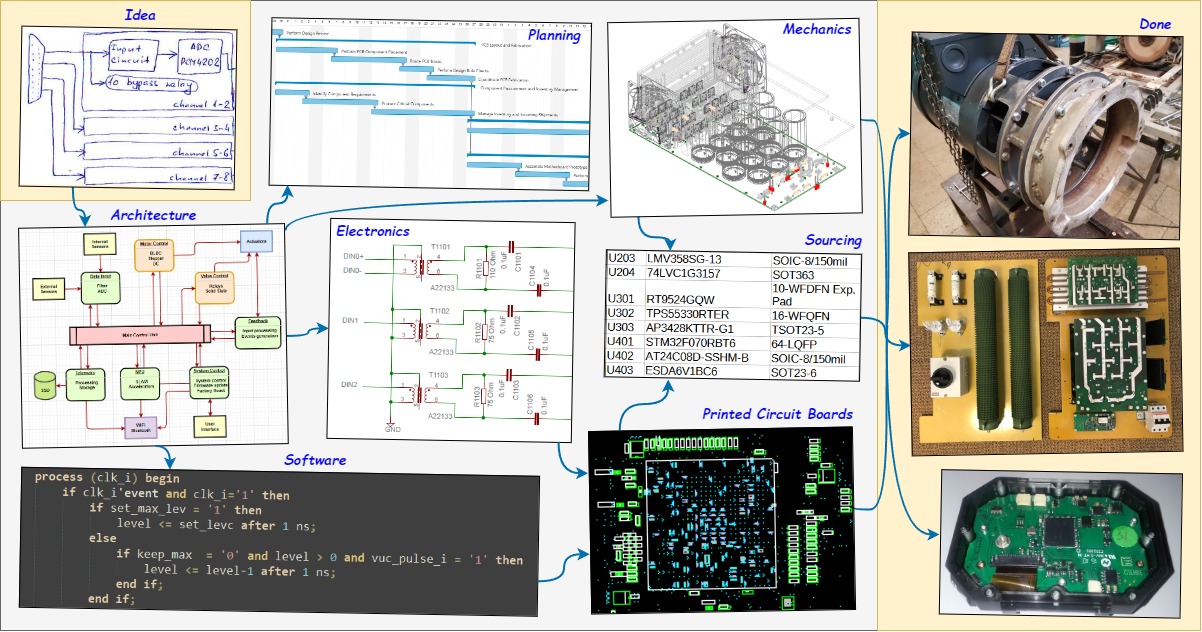 Idea
Input
circuit
ADC
PCM4202
to bypass relay
channel 1-2
channel 3-4
channel 5-6
channel 7-8
Planning
Perform Design Review
PCB Layout and Fabrication
Perform PCB Component Placement
Route PCB Traces
Perform Design Rule Checks
Coordinate PCB Fabrication
Component Procurement and Inventory Management
Identify Component Requirements
Procure Critical Components
Manage Inventory and Incoming Shipments
Assemble Motherboard Prototype
Perform
Mechanics
Done
Architecture
Internal
Sensors
Motor Control
BLDC
Stepper
DC
Actuators
External
Sensors
Data Input
Filter
ADC
Valve Control
Relays
Solid State
Main Control Unit
Feedback
Input processing
Events generation
SSD
Telemetry
Processing
Storage
NPU
SLAM
Accelerators
System Control
Firmware update
Factory Reset
WiFi
Bluetooth
User
Interface
Electronics
DIN0+
DIN0-
T1101
A22133
R1101
110 Ohm
C1101
0.1uF
C1104
0.1uF
DIN1
T1102
A22133
R1102
75 Ohm
C1102
0.1uF
C1105
0.1uF
DIN2
T1103
A22133
R1103
75 Ohm
C1103
0.1uF
C1106
0.1uF
GND
Sourcing
U203 LMV358SG-13 SOIC-8/150mil
U204 74LVC1G3157 SOT363
10-WFDFN Exp.
U301 RT9524GQW Pad
U302 TPS55330RTER 16-WFQFN
U303 AP3428KTTR-G1 TSOT23-5
U401 STM32F070RBT6 64-LQFP
U402 AT24C08D-SSHM-B SOIC-8/150mil
U403 ESDA6V1BC6 SOT23-6
Printed Circuit Boards
Software
process (clk_i) begin
if clk_i'event and clk_i='1' then
if set_max_lev = '1' then
level <= set_levc after 1 ns;
else
if keep_max = '0' and level > 0 and vuc_pulse_i = '1' then
level <= level-1 after 1 ns;
end if;
end if;